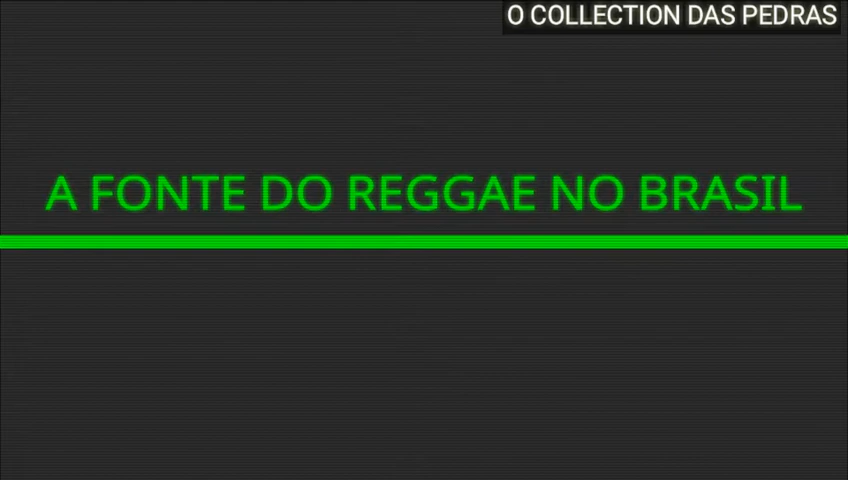 O COLLECTION DAS PEDRAS
A FONTE DO REGGAE NO BRASIL